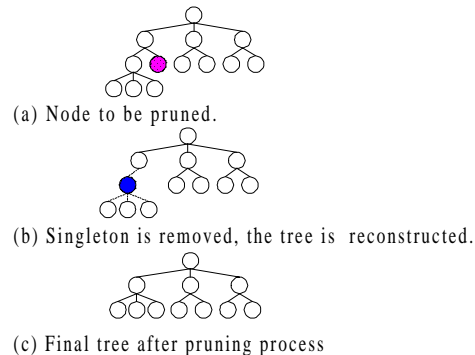 (a) Node to be pruned.
(b) Singleton is removed, the tree is reconstructed.
(c) Final tree after pruning process